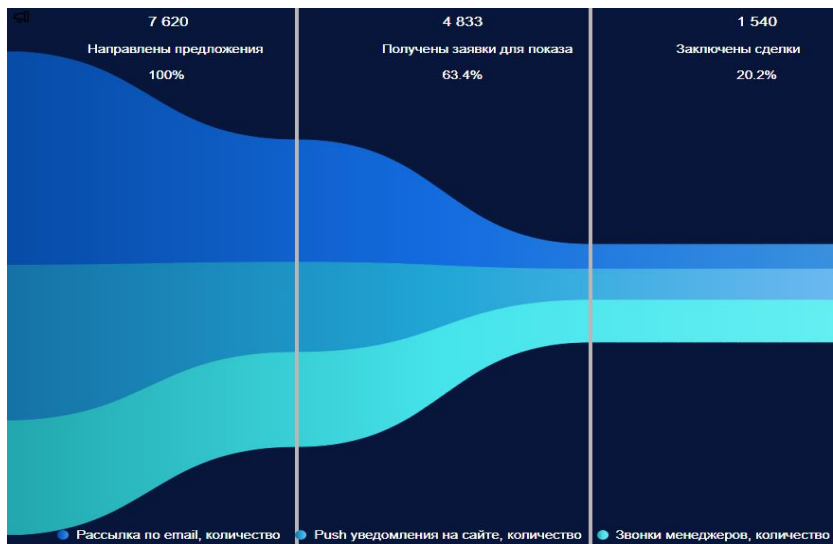 7 620
4 833
1 540
Направлены предложения
Получены заявки для показа
Заключены сделки
100%
63.4%
20.2%
Рассылка по email, количество
Push уведомления на сайте, количество
Звонки менеджеров, количество